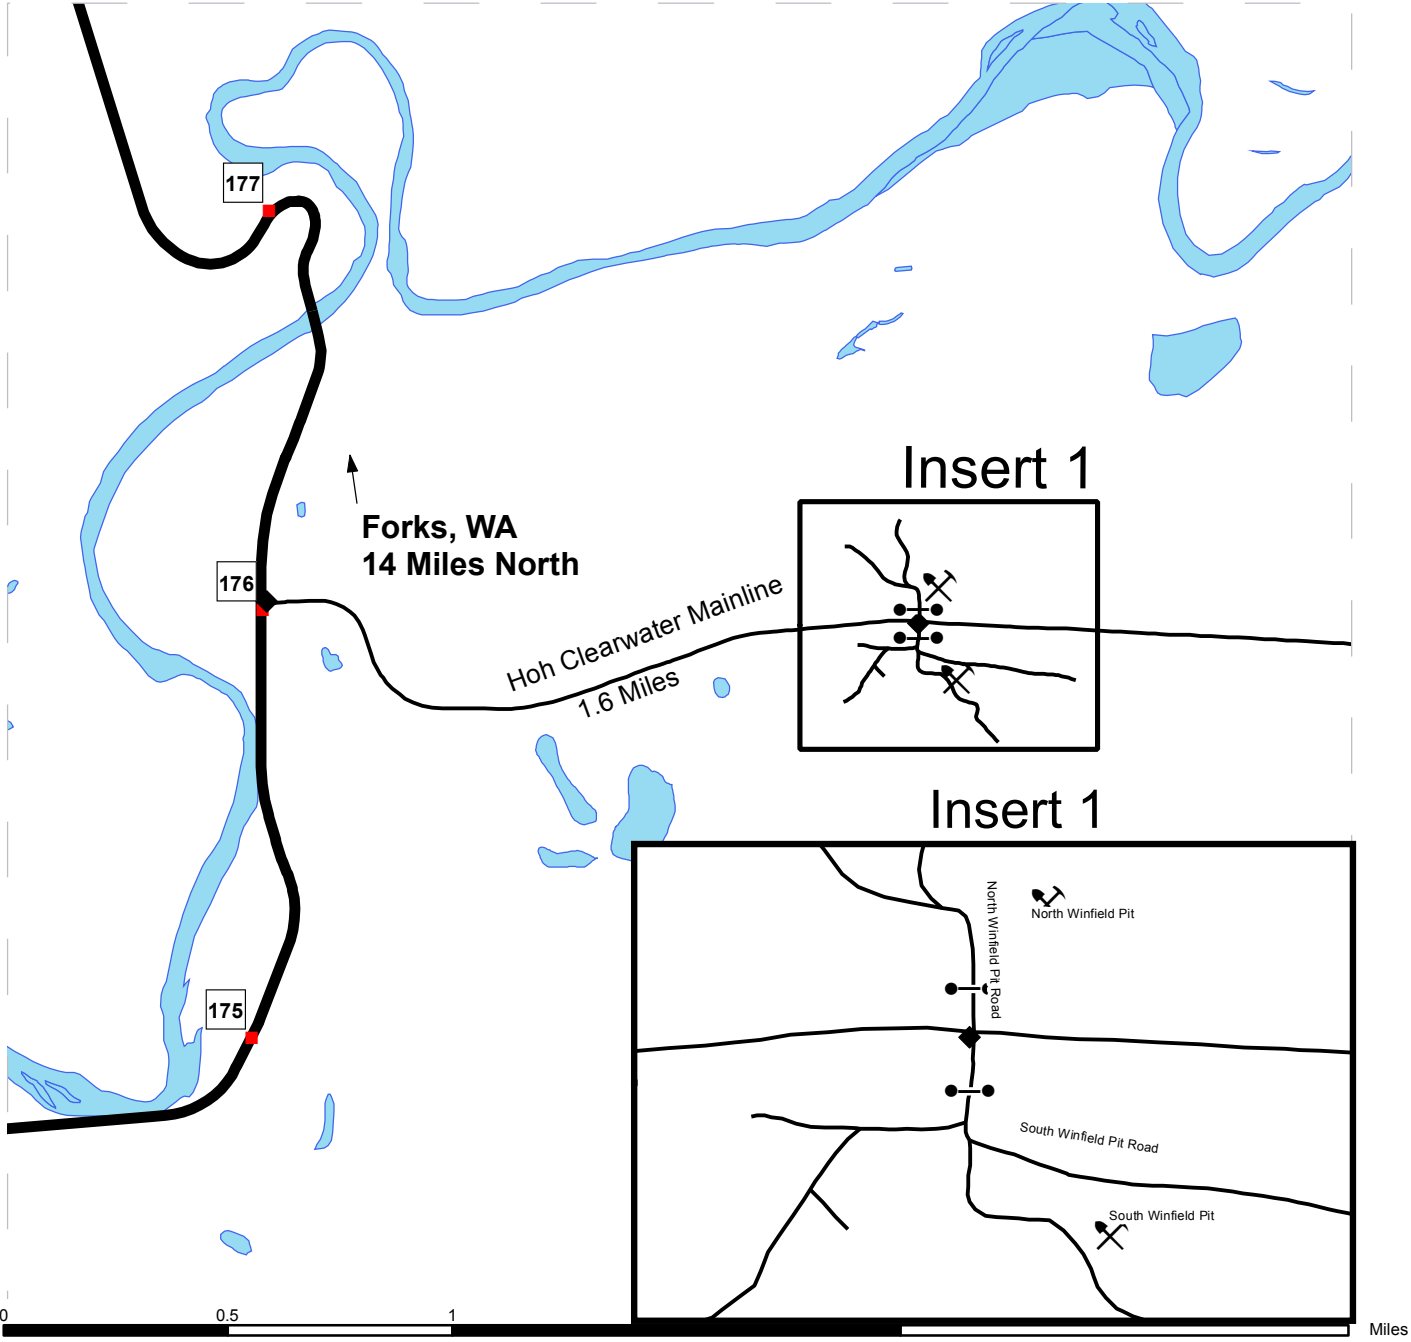 177
Insert 1
Forks, WA
14 Miles North
176
Hoh Clearwater Mainline
1.6 Miles
Insert 1
North Winfield Pit Road
North Winfield Pit
175
South Winfield Pit Road
South Winfield Pit
0 0.5 1 Miles